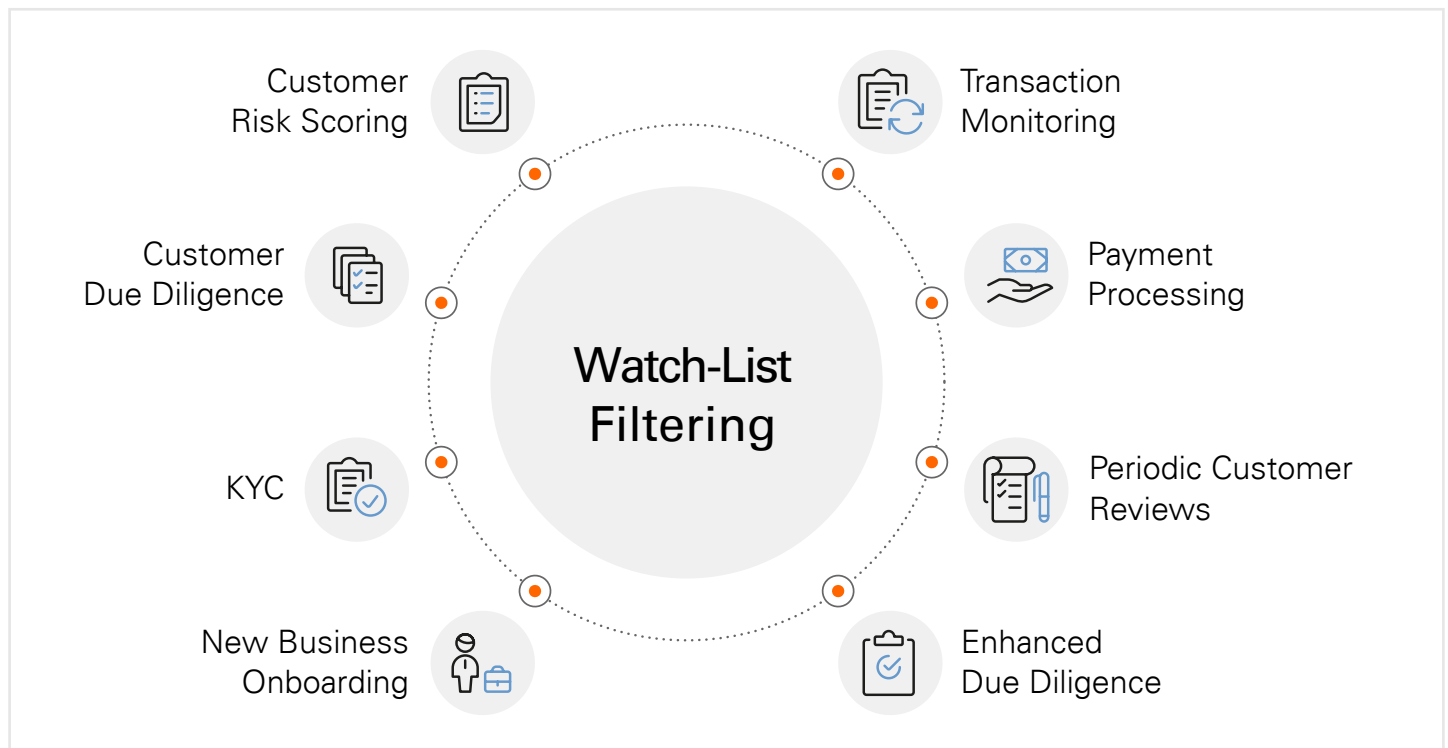 Customer
Risk Scoring
Transaction
Monitoring
Customer
Due Diligence
Payment
Processing
Watch-List
Filtering
KYC
Periodic Customer
Reviews
New Business
Onboarding
Enhanced
Due Diligence